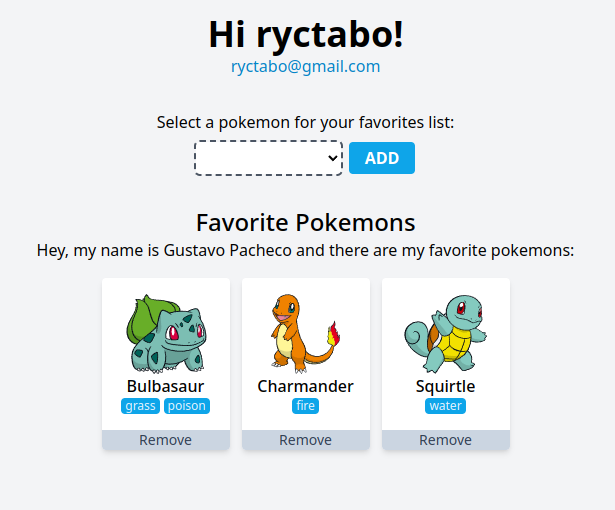 Hi ryctabo!
ryctabo@gmail.com
Select a pokemon for your favorites list:
ADD
Favorite Pokemons
Hey, my name is Gustavo Pacheco and there are my favorite pokemons:
Bulbasaur
grass poison
Remove
Charmander
fire
Remove
Squirtle
water
Remove